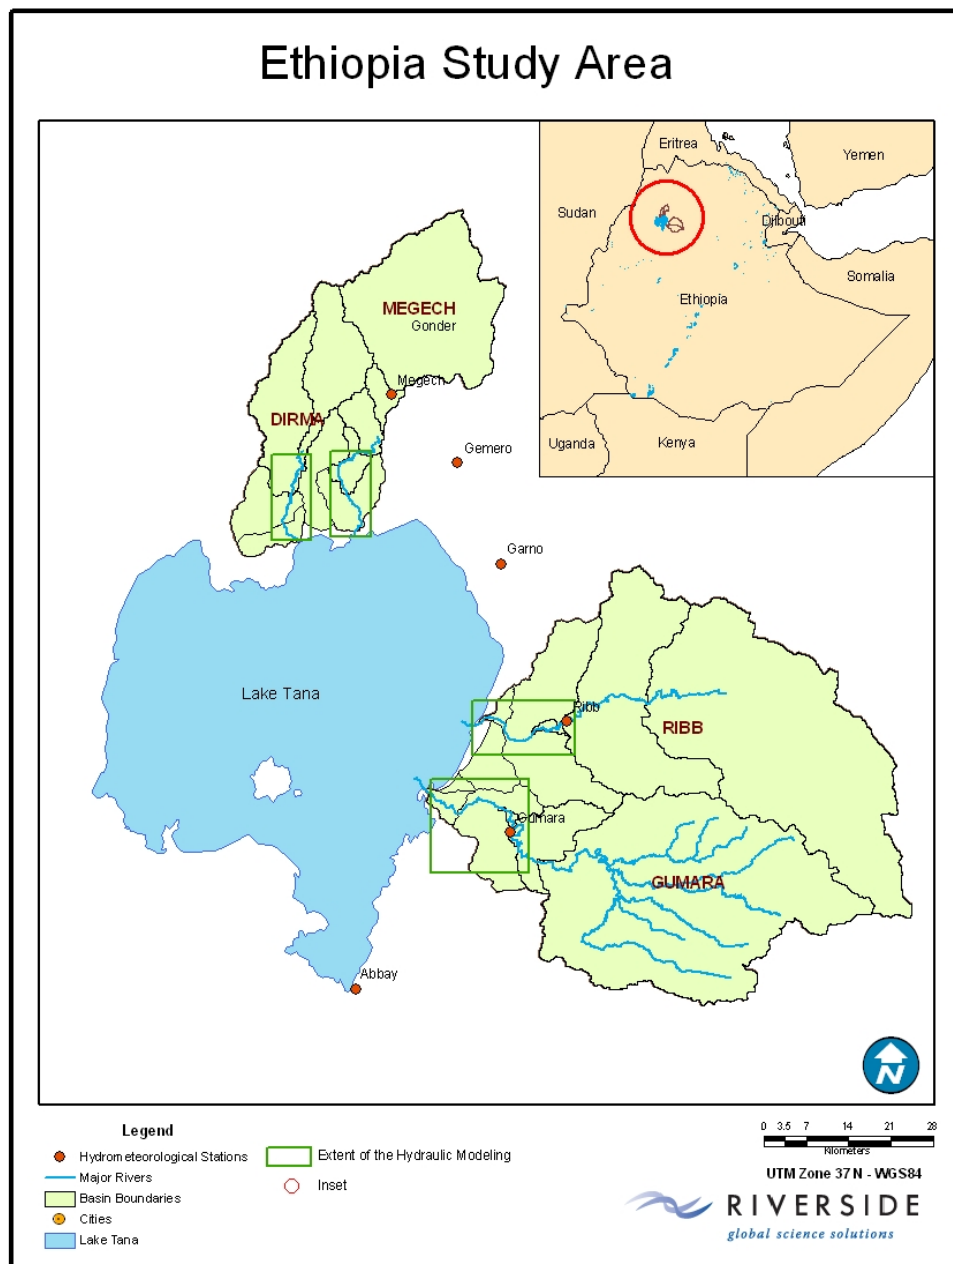 Ethiopia Study Area
Eritrea
Yemen
Sudan
Djibouti
Somalia
Ethiopia
Uganda
Kenya
MEGECH
Gonder
Megech
DIRMA
Gemero
Garno
Lake Tana
Ribb
RIBB
Gumara
GUMARA
Abbay
N
Legend
Hydrometeorological Stations
Major Rivers
Basin Boundaries
Cities
Lake Tana
Extent of the Hydraulic Modeling
Inset
0 3.5 7 14 21 28
Kilometers
UTM Zone 37 N - WGS84
RIVERSIDE
global science solutions